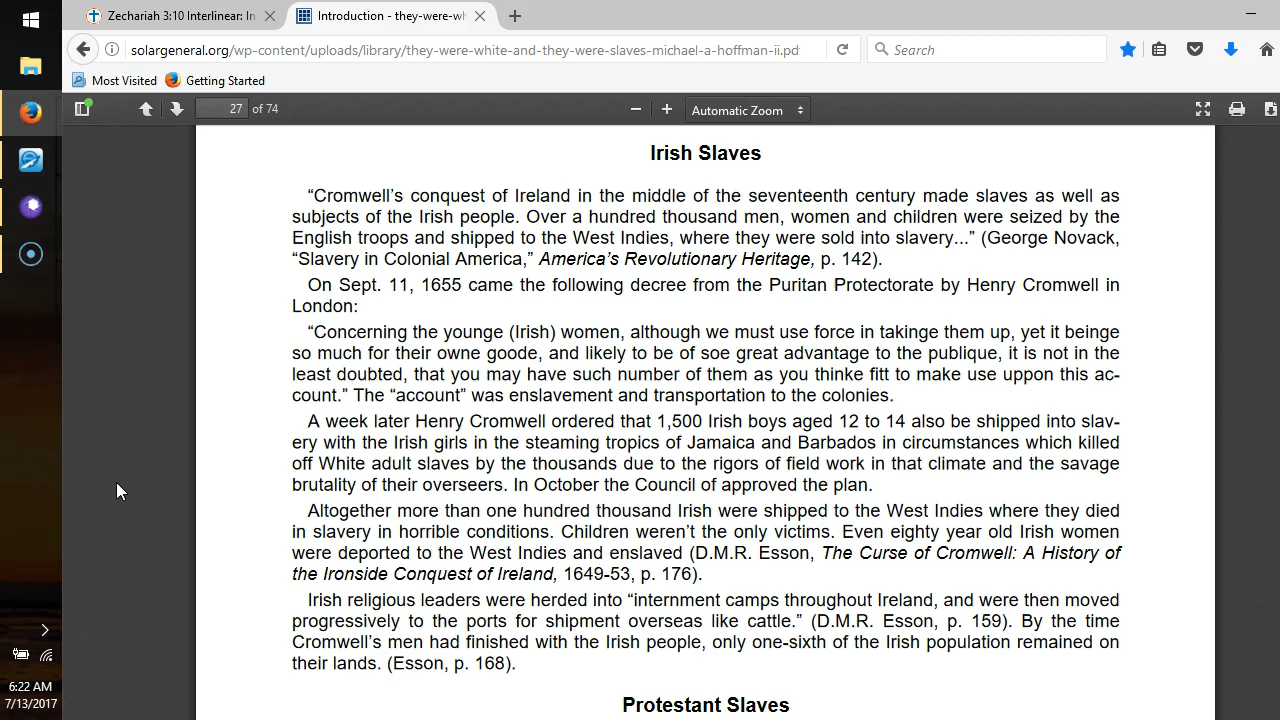 Zechariah 3:10 Interlinear: In
Introduction - they-were-wh
solargeneral.org/wp-content/uploads/library/they-were-white-and-they-were-slaves-michael-a-hoffman-ii.pdf
Search
Most Visited
Getting Started
27 of 74
Automatic Zoom
Irish Slaves
“Cromwell’s conquest of Ireland in the middle of the seventeenth century made slaves as well as
subjects of the Irish people. Over a hundred thousand men, women and children were seized by the
English troops and shipped to the West Indies, where they were sold into slavery...” (George Novack,
“Slavery in Colonial America,” America’s Revolutionary Heritage, p. 142).
On Sept. 11, 1655 came the following decree from the Puritan Protectorate by Henry Cromwell in
London:
“Concerning the younge (Irish) women, although we must use force in takinge them up, yet it beinge
so much for their owne goode, and likely to be of soe great advantage to the publique, it is not in the
least doubted, that you may have such number of them as you thinke fitt to make use uppon this ac-
count.” The “account” was enslavement and transportation to the colonies.
A week later Henry Cromwell ordered that 1,500 Irish boys aged 12 to 14 also be shipped into slav-
ery with the Irish girls in the steaming tropics of Jamaica and Barbados in circumstances which killed
off White adult slaves by the thousands due to the rigors of field work in that climate and the savage
brutality of their overseers. In October the Council of approved the plan.
Altogether more than one hundred thousand Irish were shipped to the West Indies where they died
in slavery in horrible conditions. Children weren’t the only victims. Even eighty year old Irish women
were deported to the West Indies and enslaved (D.M.R. Esson, The Curse of Cromwell: A History of
the Ironside Conquest of Ireland, 1649-53, p. 176).
Irish religious leaders were herded into “internment camps throughout Ireland, and were then moved
progressively to the ports for shipment overseas like cattle.” (D.M.R. Esson, p. 159). By the time
Cromwell’s men had finished with the Irish people, only one-sixth of the Irish population remained on
their lands. (Esson, p. 168).
Protestant Slaves
6:22 AM
7/13/2017